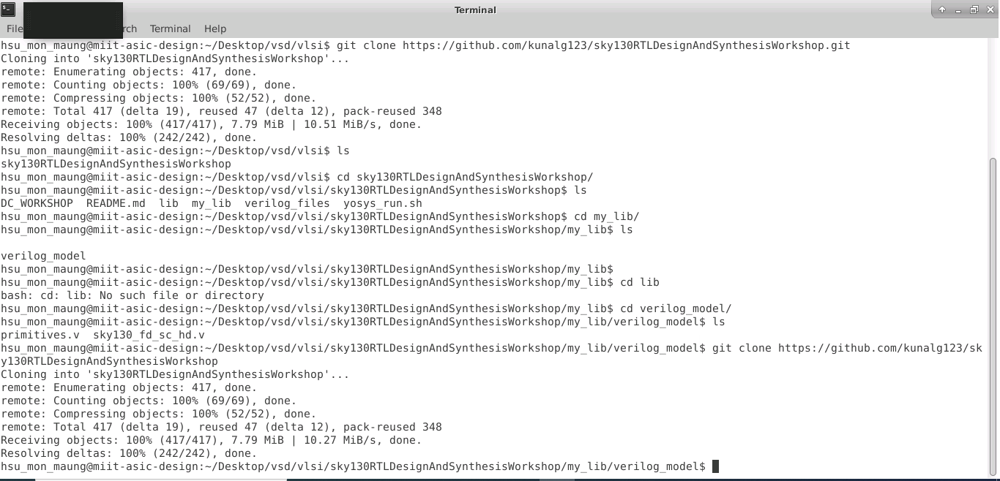 Terminal
File rch Terminal Help
hsu_mon_maung@miit-asic-design:~/Desktop/vsd/vlsi$ git clone https://github.com/kunalg123/sky130RTLDesignAndSynthesisWorkshop.git
Cloning into 'sky130RTLDesignAndSynthesisWorkshop'...
remote: Enumerating objects: 417, done.
remote: Counting objects: 100% (69/69), done.
remote: Compressing objects: 100% (52/52), done.
remote: Total 417 (delta 19), reused 47 (delta 12), pack-reused 348
Receiving objects: 100% (417/417), 7.79 MiB | 10.51 MiB/s, done.
Resolving deltas: 100% (242/242), done.
hsu_mon_maung@miit-asic-design:~/Desktop/vsd/vlsi$ ls
sky130RTLDesignAndSynthesisWorkshop
hsu_mon_maung@miit-asic-design:~/Desktop/vsd/vlsi$ cd sky130RTLDesignAndSynthesisWorkshop/
hsu_mon_maung@miit-asic-design:~/Desktop/vsd/vlsi/sky130RTLDesignAndSynthesisWorkshop$ ls
DC_WORKSHOP  README.md  lib  my_lib  verilog_files  yosys_run.sh
hsu_mon_maung@miit-asic-design:~/Desktop/vsd/vlsi/sky130RTLDesignAndSynthesisWorkshop$ cd my_lib/
hsu_mon_maung@miit-asic-design:~/Desktop/vsd/vlsi/sky130RTLDesignAndSynthesisWorkshop/my_lib$ ls
verilog_model
hsu_mon_maung@miit-asic-design:~/Desktop/vsd/vlsi/sky130RTLDesignAndSynthesisWorkshop/my_lib$
hsu_mon_maung@miit-asic-design:~/Desktop/vsd/vlsi/sky130RTLDesignAndSynthesisWorkshop/my_lib$ cd lib
bash: cd: lib: No such file or directory
hsu_mon_maung@miit-asic-design:~/Desktop/vsd/vlsi/sky130RTLDesignAndSynthesisWorkshop/my_lib$ cd verilog_model/
hsu_mon_maung@miit-asic-design:~/Desktop/vsd/vlsi/sky130RTLDesignAndSynthesisWorkshop/my_lib/verilog_model$ ls
primitives.v  sky130_fd_sc_hd.v
hsu_mon_maung@miit-asic-design:~/Desktop/vsd/vlsi/sky130RTLDesignAndSynthesisWorkshop/my_lib/verilog_model$ git clone https://github.com/kunalg123/sk
y130RTLDesignAndSynthesisWorkshop
Cloning into 'sky130RTLDesignAndSynthesisWorkshop'...
remote: Enumerating objects: 417, done.
remote: Counting objects: 100% (69/69), done.
remote: Compressing objects: 100% (52/52), done.
remote: Total 417 (delta 19), reused 47 (delta 12), pack-reused 348
Receiving objects: 100% (417/417), 7.79 MiB | 10.27 MiB/s, done.
Resolving deltas: 100% (242/242), done.
hsu_mon_maung@miit-asic-design:~/Desktop/vsd/vlsi/sky130RTLDesignAndSynthesisWorkshop/my_lib/verilog_model$